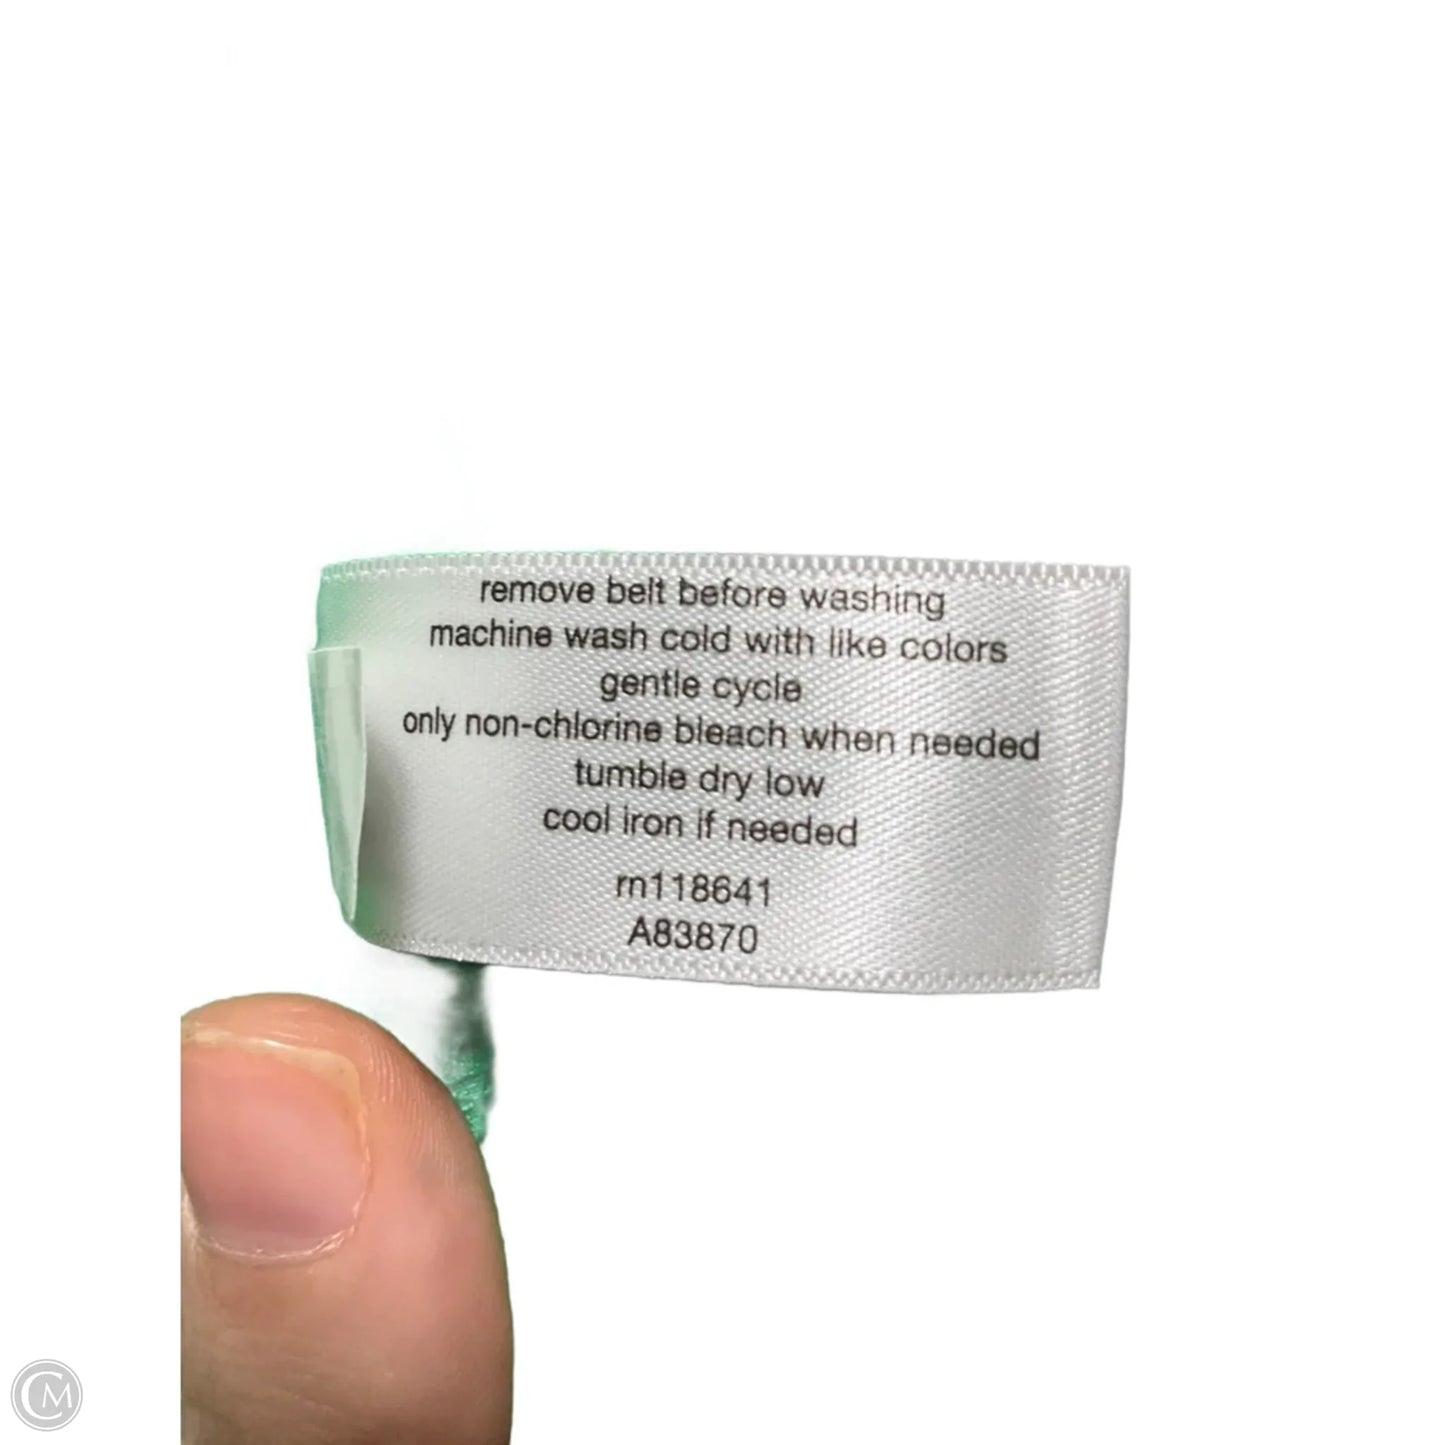 remove belt before washing
machine wash cold with like colors
gentle cycle
only non-chlorine bleach when needed
tumble dry low
cool iron if needed
rn118641
A83870
CM